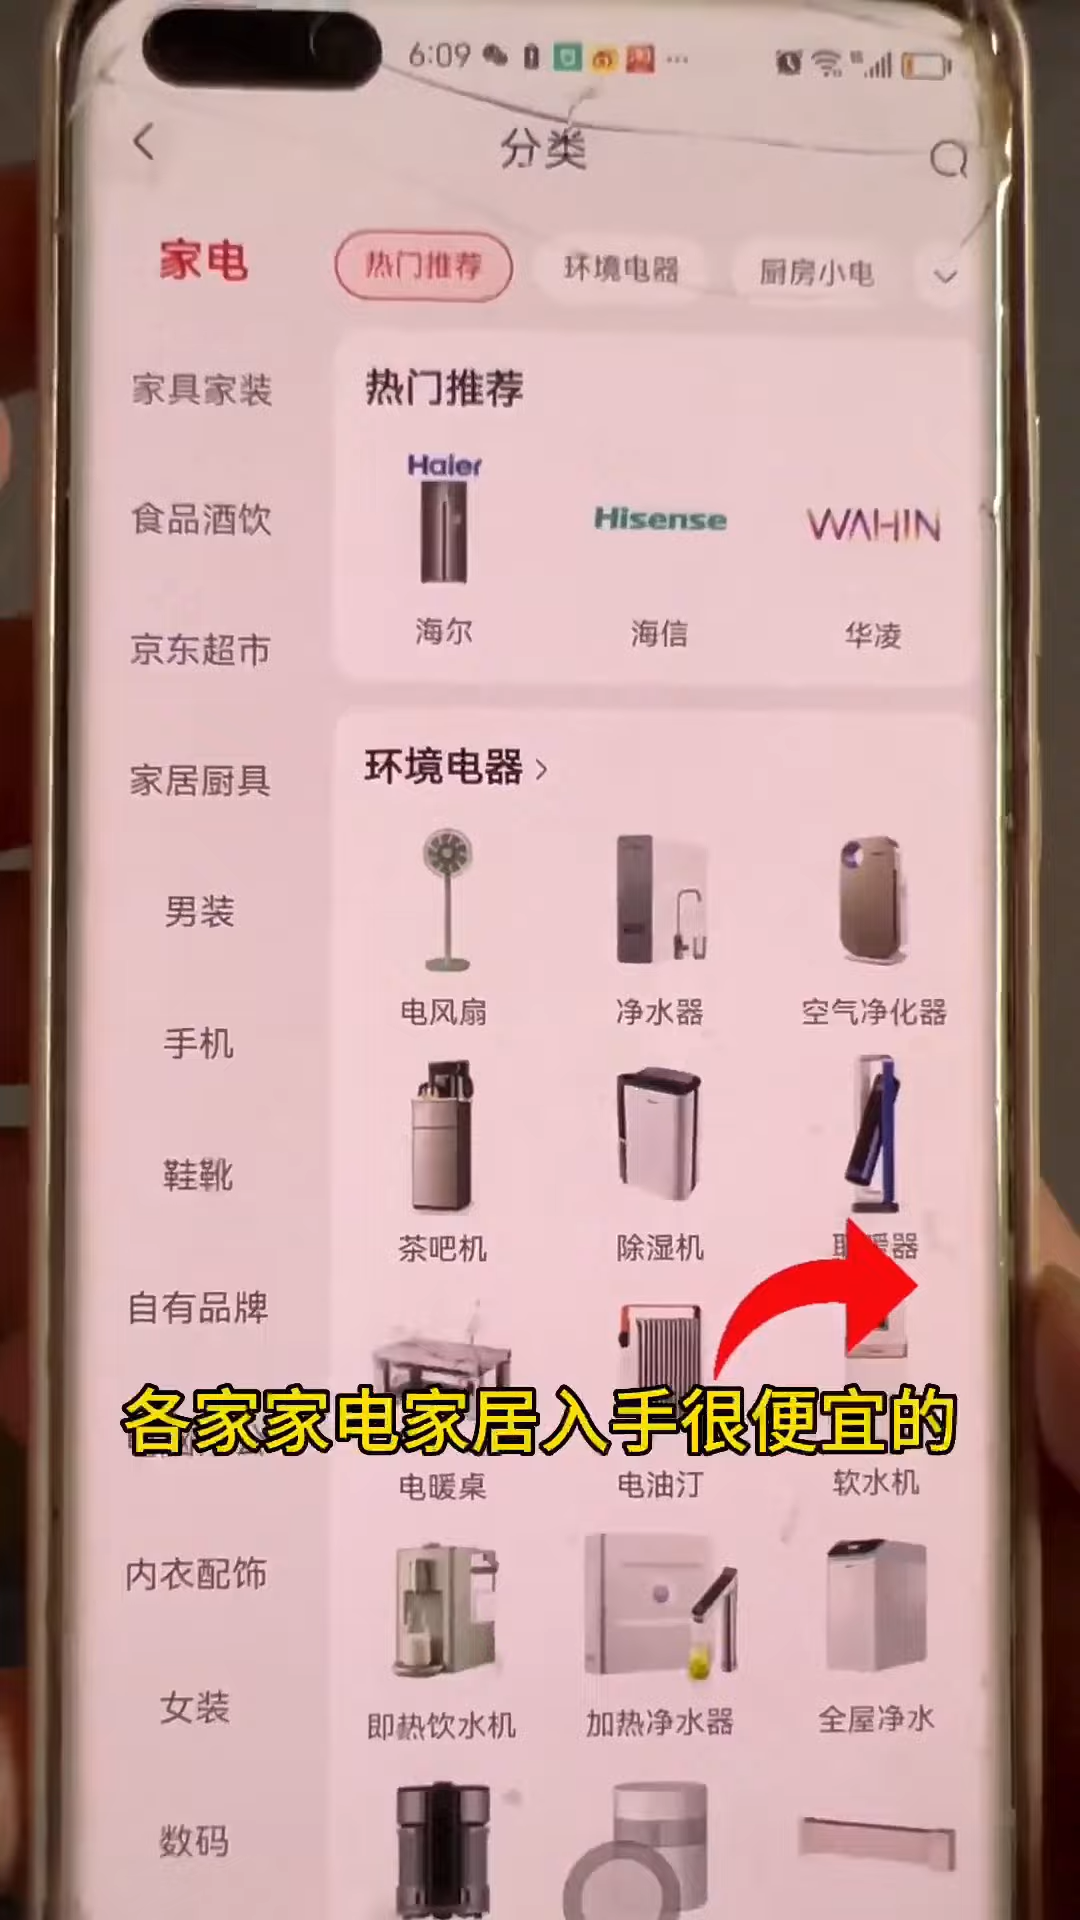 6:09
分类
家电
热门推荐
环境电器
厨房小电
家具家装
食品酒饮
京东超市
家居厨具
男装
手机
鞋靴
自有品牌
内衣配饰
女装
数码
热门推荐
Haier
Hisense
WAHIN
海尔
海信
华凌
环境电器 >
电风扇
净水器
空气净化器
茶吧机
除湿机
器
各家家电家居入手很便宜的
电暖桌
电油汀
软水机
即热饮水机
加热净水器
全屋净水